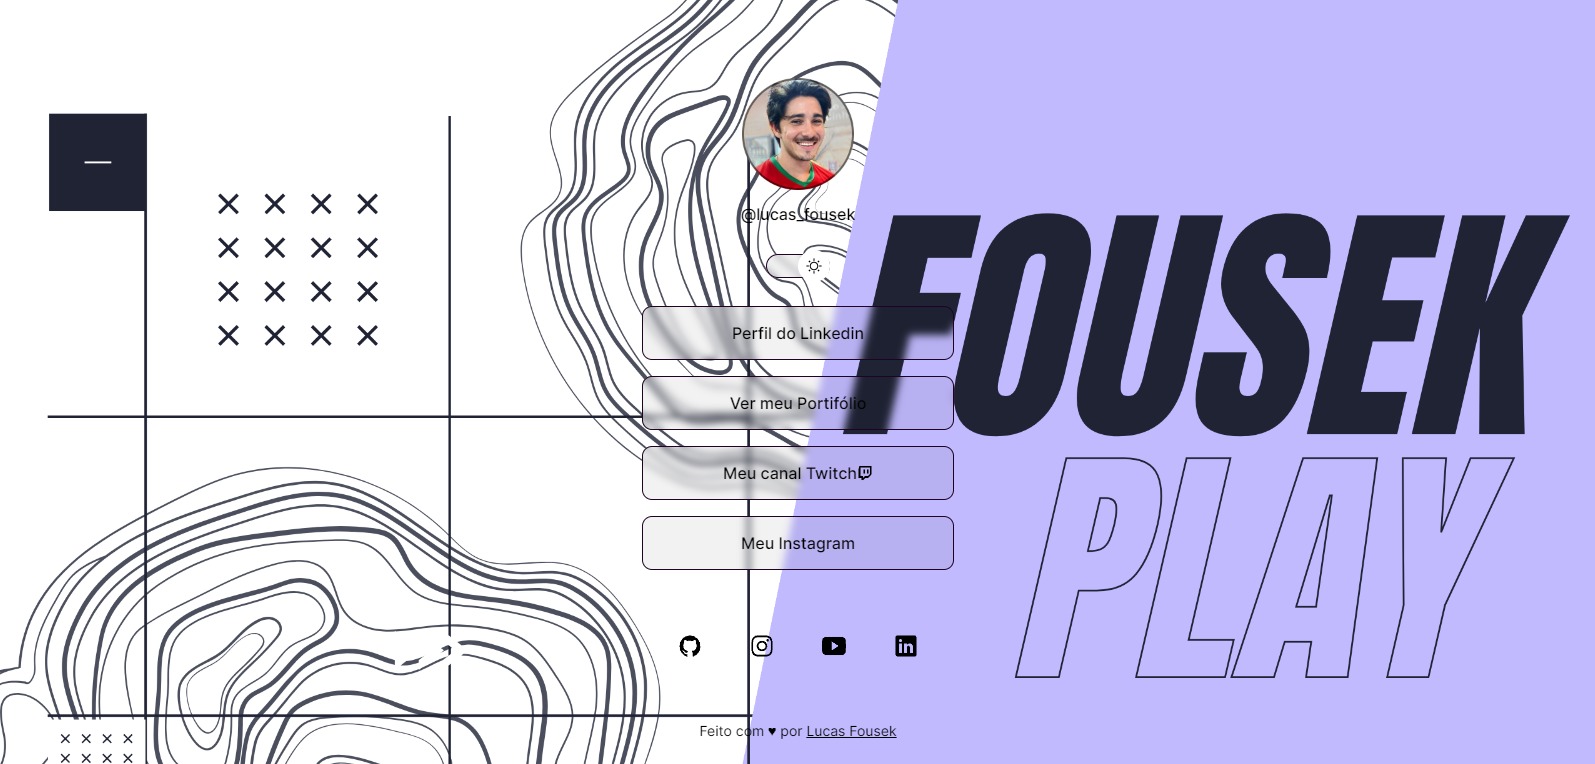 @lucas_fousek
Perfil do Linkedin
Ver meu Portifólio
Meu canal Twitch
Meu Instagram
FOUSEK
PLAY
Feito com ♥ por Lucas Fousek